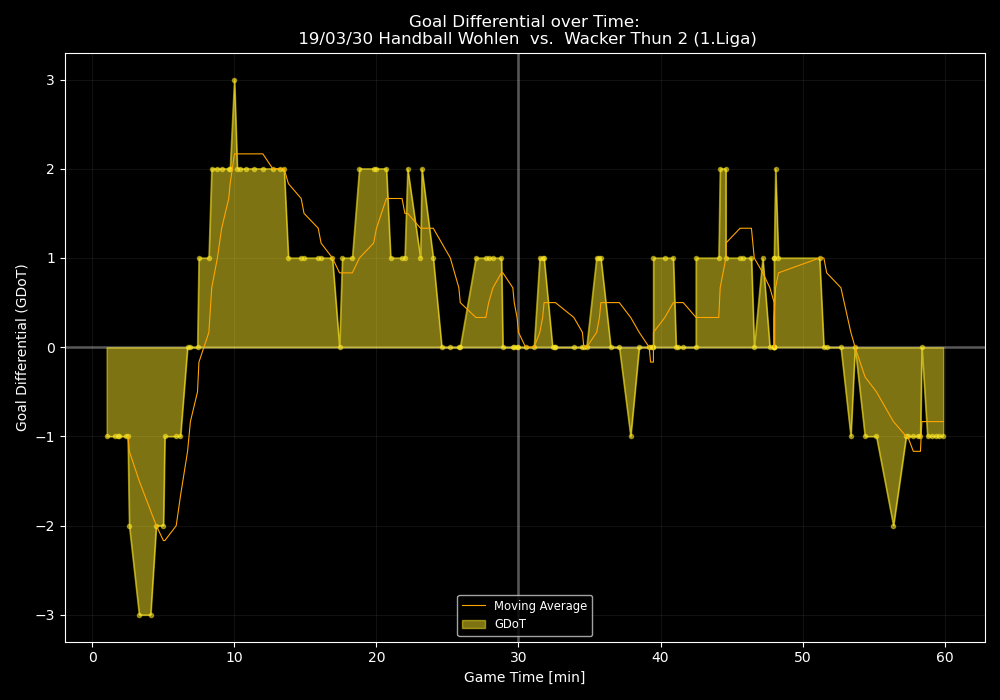 Goal Differential over Time:
19/03/30 Handball Wohlen  vs.  Wacker Thun 2 (1.Liga)
Goal Differential (GDoT)
3
2
1
0
−1
−2
−3
Moving Average
GDoT
0 10 20 30 40 50 60
Game Time [min]